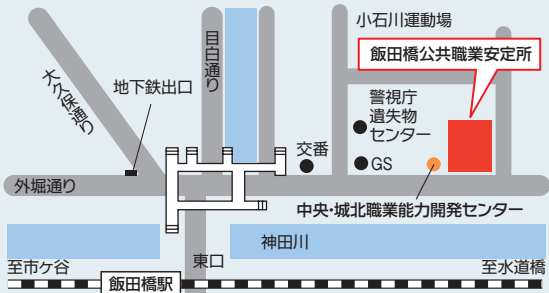 小石川運動場
飯田橋公共職業安定所
目白通り
大久保通り
地下鉄出口
警視庁
遺失物
センター
交番
GS
外堀通り
中央・城北職業能力開発センター
神田川
至市ケ谷
東口
至水道橋
飯田橋駅